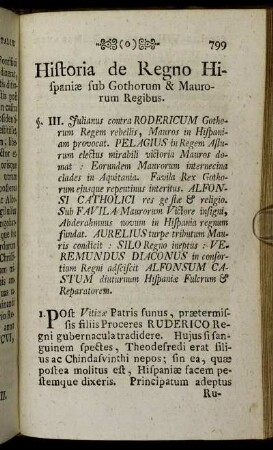 (o) 799
Historia de Regno Hi-
spaniæ sub Gothorum & Mauro-
rum Regibus.
§. III. Julianus contra RODERICUM Gotho-
rum Regem rebellis, Mauros in Hispani-
am provocat. PELAGIUS in Regem Astu-
rum electus mirabili victoria Mauros do-
mat: Eorundem Maurorum internecina
clades in Aquitania. Favila Rex Gotho-
rum ejusque repentinus interitus. ALFON-
SI CATHOLICI res gestæ & religio.
Sub FAVILA Maurorum Victore insigni,
Abderahmenus novum in Hispania regnum
fundat. AURELIUS turpe tributum Mau-
ris condicit: SILO Regno ineptus: VE-
REMUNDUS DIACONUS in consor-
tium Regni adsciscit ALFONSUM CA-
STUM diuturnum Hispaniæ Fulcrum &
Reparatorem.
1. Post Vitizæ Patris funus, prætermis-
sis filiis Proceres RUDERICO Re-
gni gubernacula tradidere. Hujus si san-
guinem spectes, Theodefredi erat fili-
us ac Chindasvinthi nepos; sin ea, quæ
postea molitus est, Hispaniæ facem pe-
stemque dixeris. Principatum adeptus
Ru-